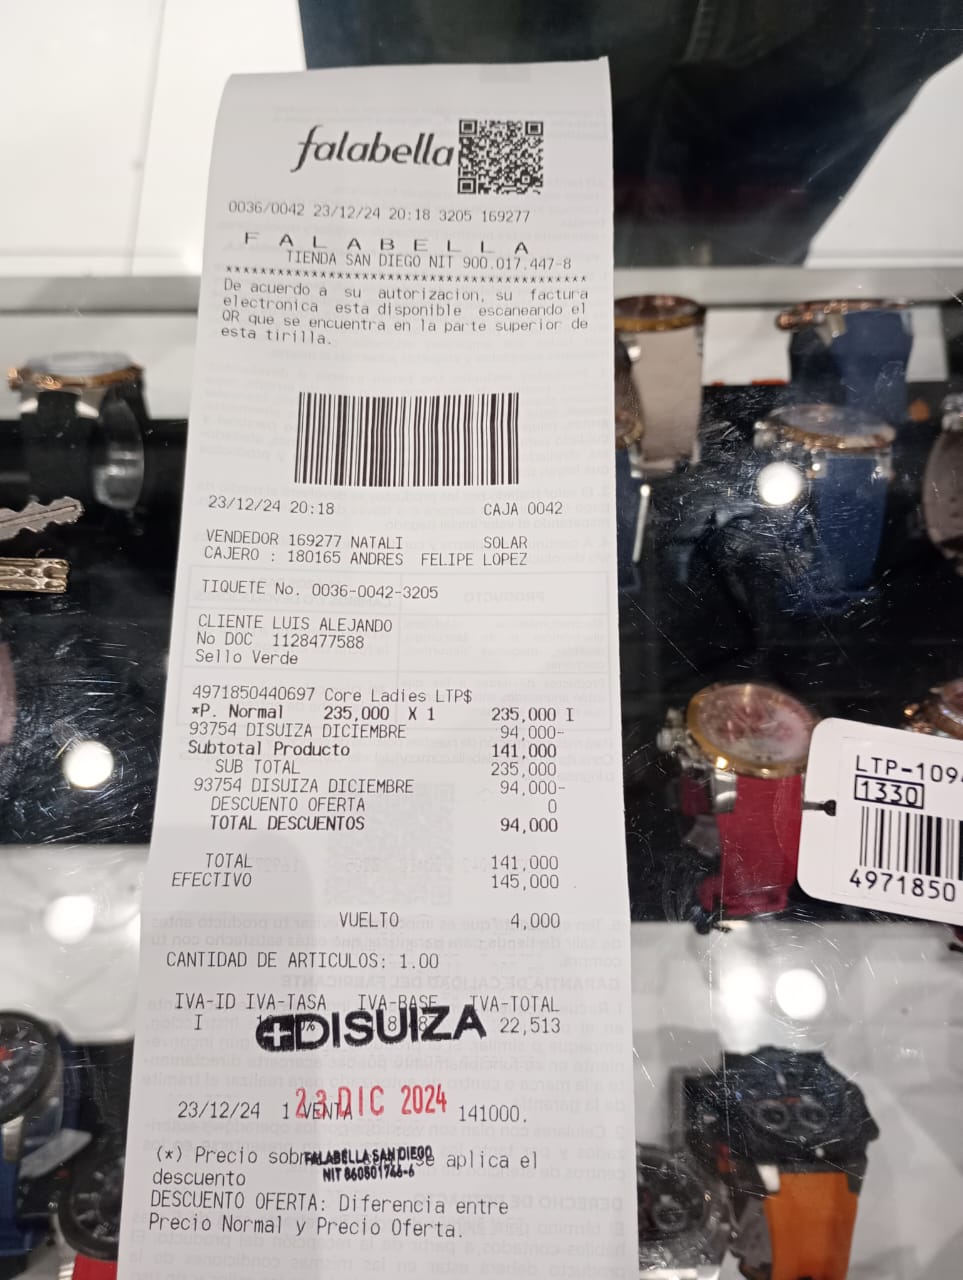 falabella
0036/0042 23/12/24 20:18 3205 169277
F A L A B E L L A
TIENDA SAN DIEGO NIT 900.017.447-8
De acuerdo a su autorizacion, su factura
electronica esta disponible escaneando el
QR que se encuentra en la parte superior de
esta tirilla.
23/12/24 20:18 CAJA 0042
VENDEDOR 169277 NATALI SOLAR
CAJERO : 180165 ANDRES FELIPE LOPEZ
TIQUETE No. 0036-0042-3205
CLIENTE LUIS ALEJANDO
No DOC 1128477588
Sello Verde
4971850440697 Core Ladies LTP$
*P. Normal 235,000 X 1 235,000 I
93754 DISUIZA DICIEMBRE 94,000-
Subtotal Producto 141,000
SUB TOTAL 235,000
93754 DISUIZA DICIEMBRE 94,000-
DESCUENTO OFERTA 0
TOTAL DESCUENTOS 94,000
TOTAL 141,000
EFECTIVO 145,000
VUELTO 4,000
CANTIDAD DE ARTICULOS: 1.00
IVA-ID IVA-TASA IVA-BASE IVA-TOTAL
I 22,513
DISUIZA
23 DIC 2024
23/12/24 1 VENTA 141000.
FALABELLA SAN DIEGO
NIT 860501746-6
(*) Precio se aplica el
descuento
DESCUENTO OFERTA: Diferencia entre
Precio Normal y Precio Oferta.
LTP-109
1330
4971850